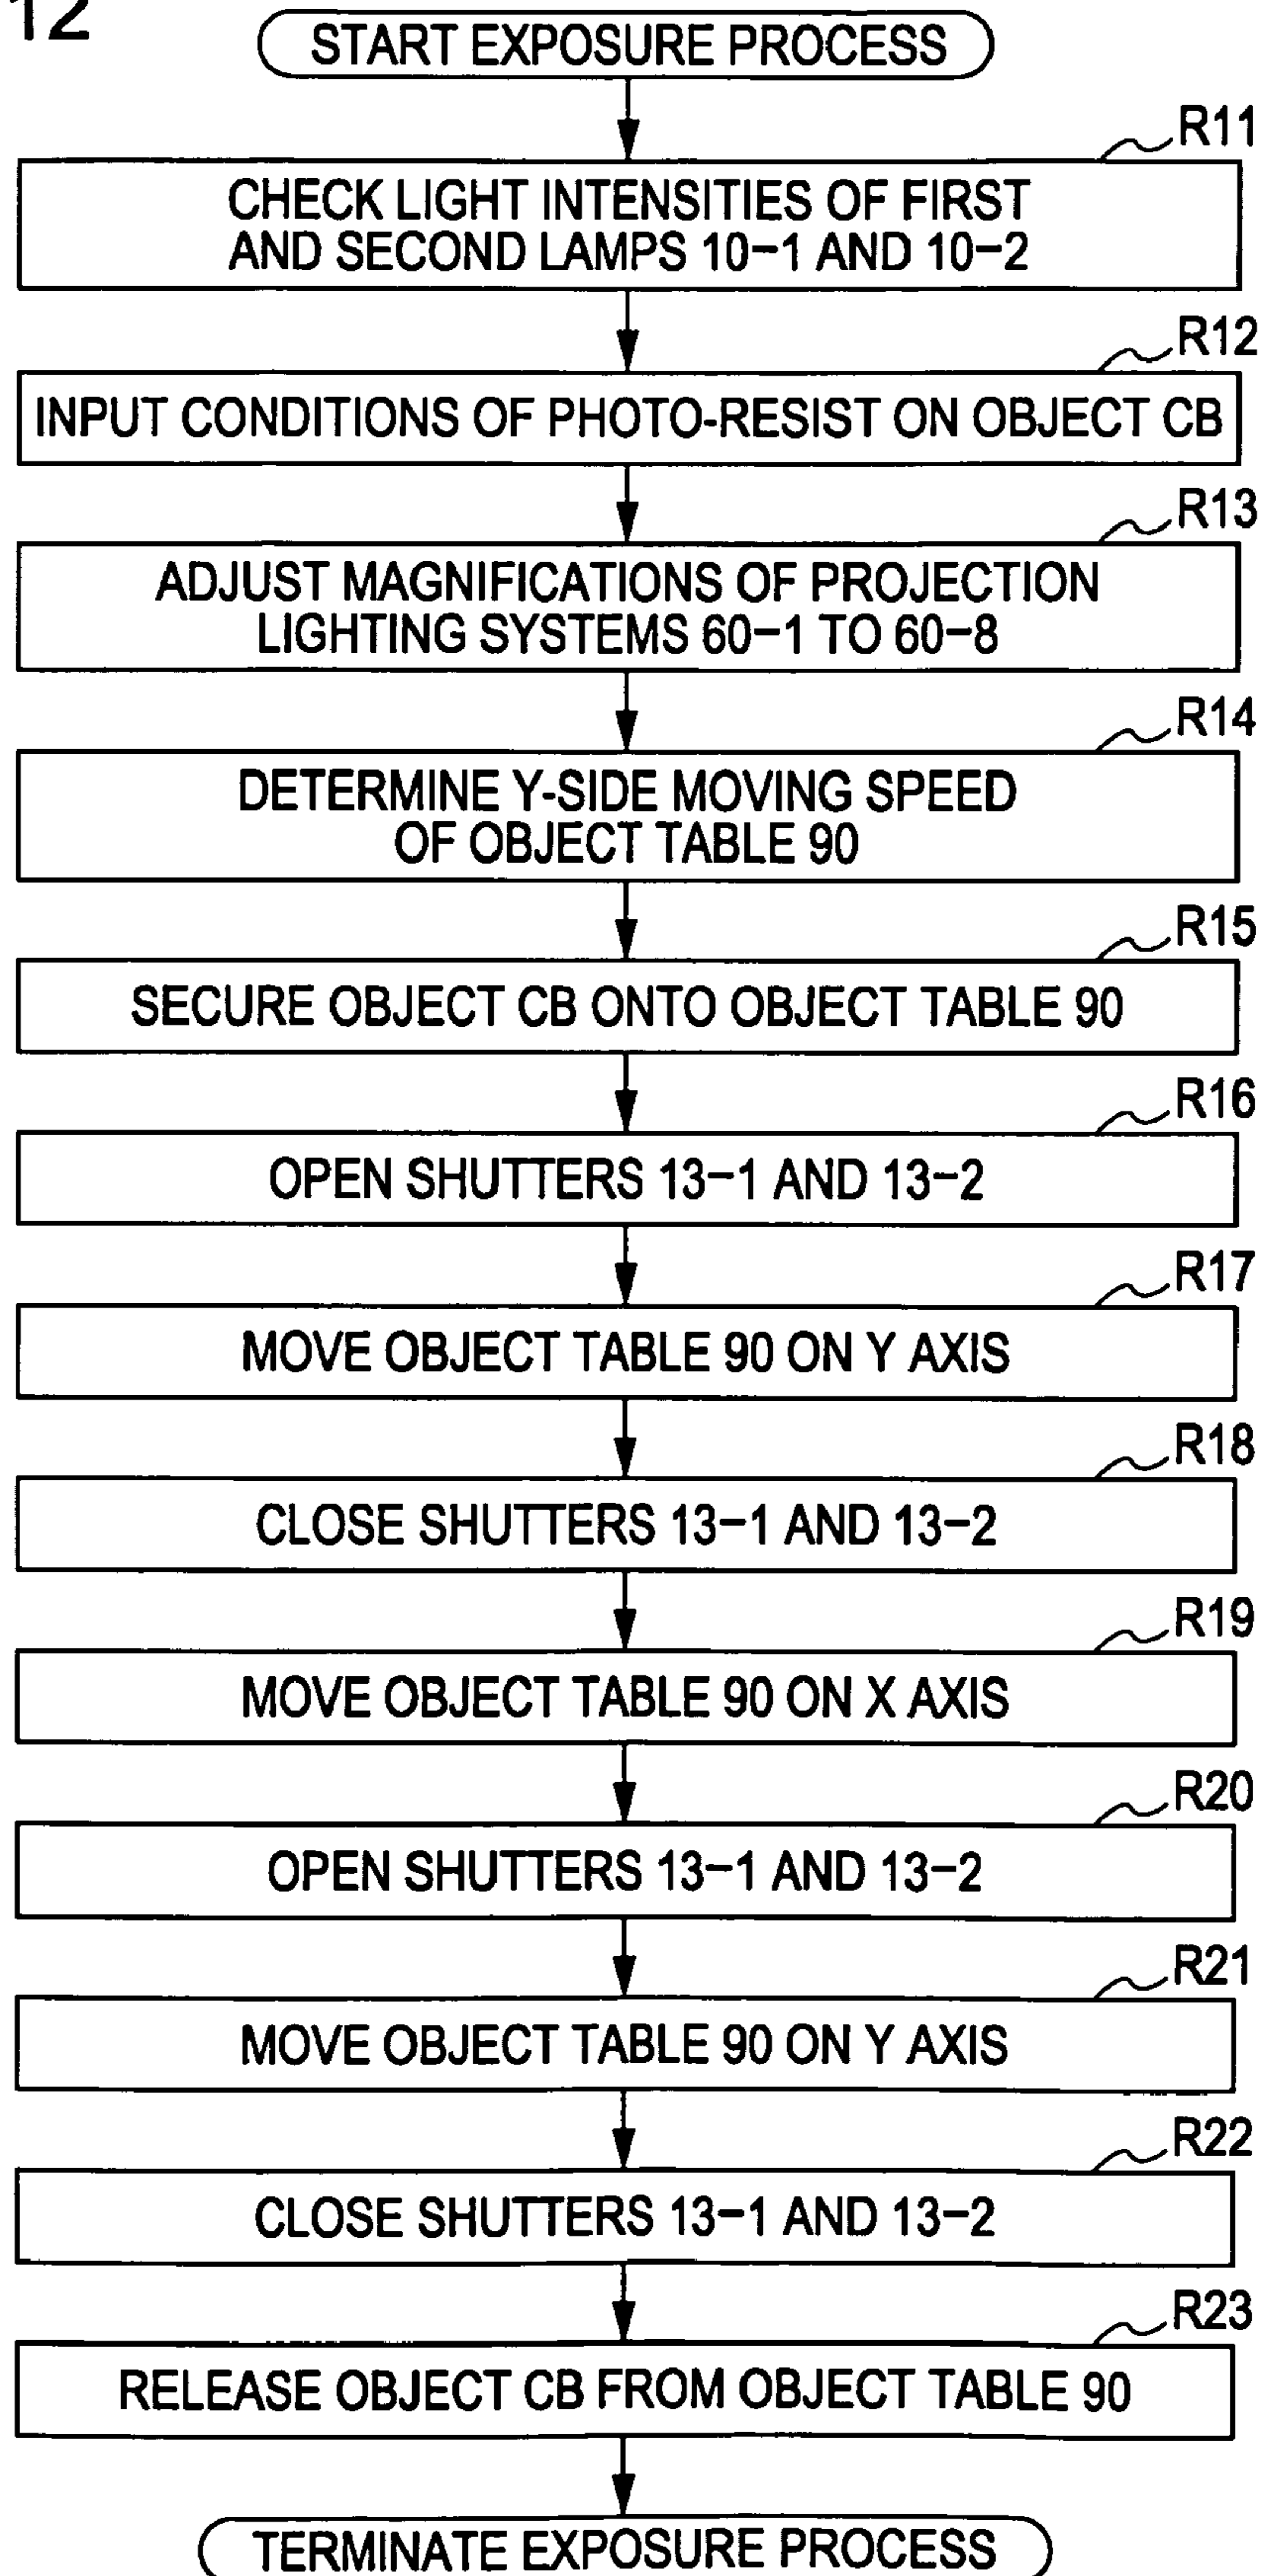 12
START EXPOSURE PROCESS
R11
CHECK LIGHT INTENSITIES OF FIRST
AND SECOND LAMPS 10-1 AND 10-2
R12
INPUT CONDITIONS OF PHOTO-RESIST ON OBJECT CB
R13
ADJUST MAGNIFICATIONS OF PROJECTION
LIGHTING SYSTEMS 60-1 TO 60-8
R14
DETERMINE Y-SIDE MOVING SPEED
OF OBJECT TABLE 90
R15
SECURE OBJECT CB ONTO OBJECT TABLE 90
R16
OPEN SHUTTERS 13-1 AND 13-2
R17
MOVE OBJECT TABLE 90 ON Y AXIS
R18
CLOSE SHUTTERS 13-1 AND 13-2
R19
MOVE OBJECT TABLE 90 ON X AXIS
R20
OPEN SHUTTERS 13-1 AND 13-2
R21
MOVE OBJECT TABLE 90 ON Y AXIS
R22
CLOSE SHUTTERS 13-1 AND 13-2
R23
RELEASE OBJECT CB FROM OBJECT TABLE 90
TERMINATE EXPOSURE PROCESS